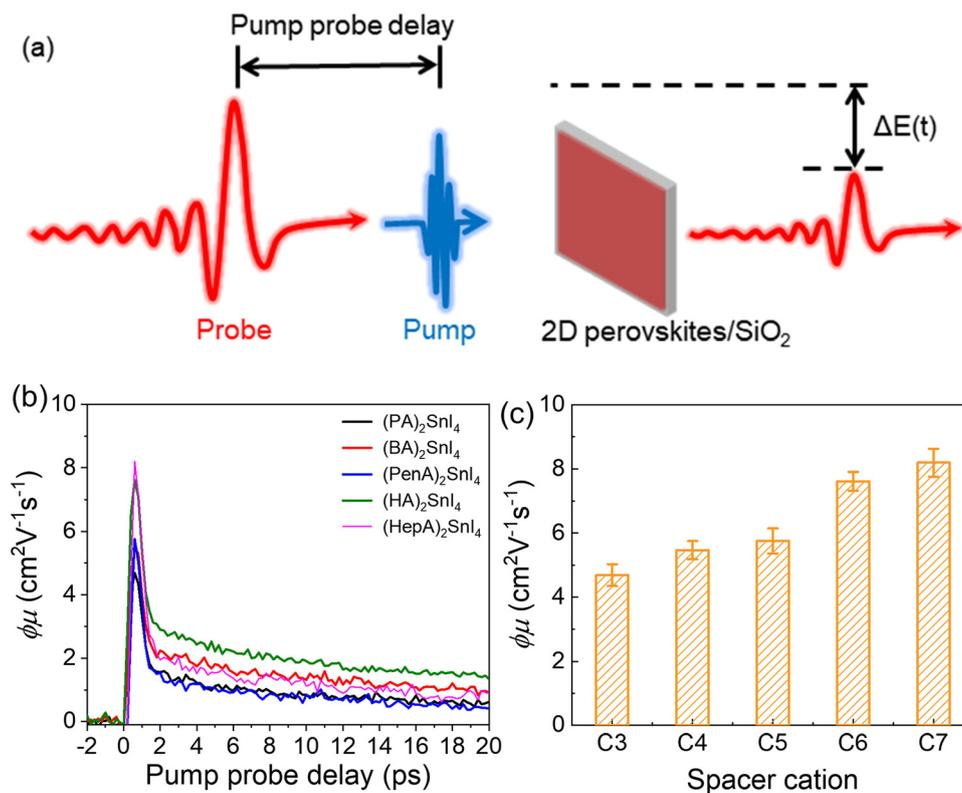 (a)
Pump probe delay
ΔE(t)
Probe
Pump
2D perovskites/SiO₂
(b)
10
8
6
4
2
0
-2 0 2 4 6 8 10 12 14 16 18 20
ϕμ (cm²V⁻¹s⁻¹)
Pump probe delay (ps)
(PA)₂SnI₄
(BA)₂SnI₄
(PenA)₂SnI₄
(HA)₂SnI₄
(HepA)₂SnI₄
(c)
10
8
6
4
2
0
C3 C4 C5 C6 C7
ϕμ (cm²V⁻¹s⁻¹)
Spacer cation